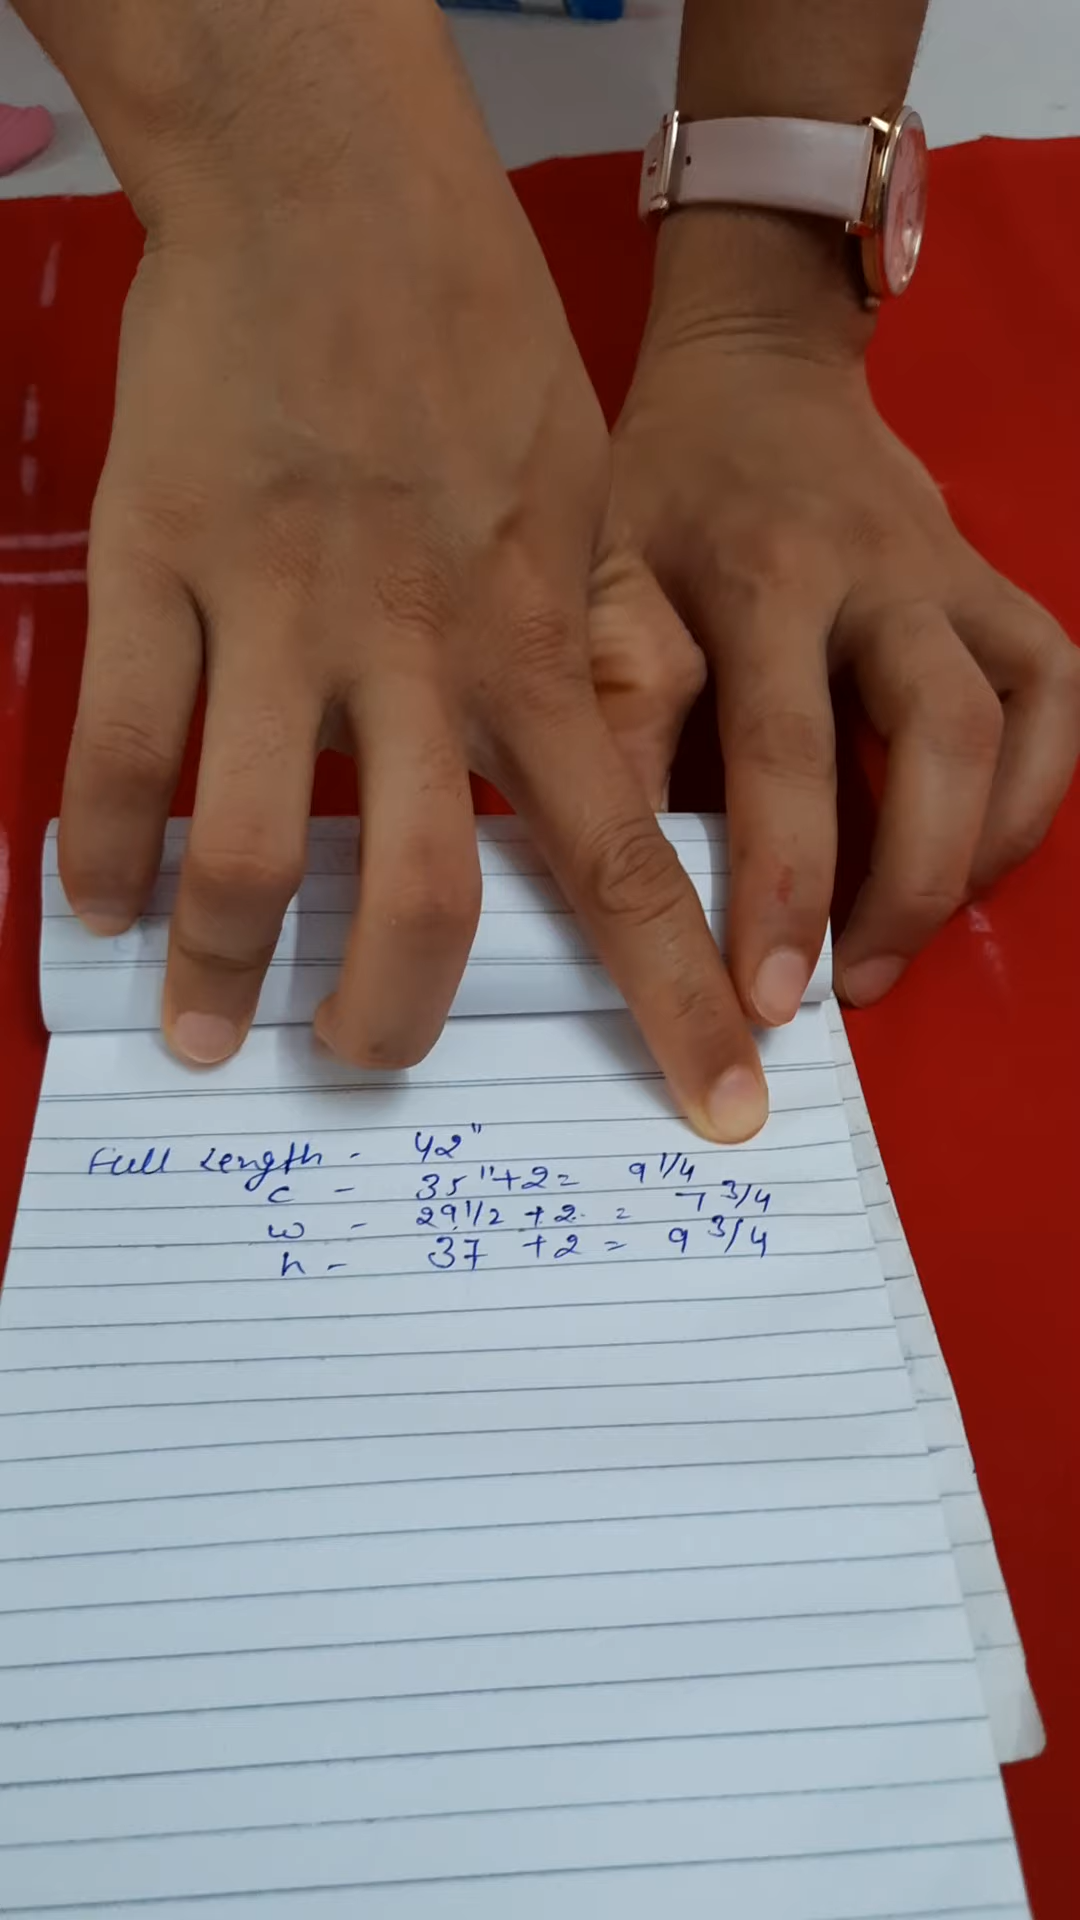 Full Length - 42"
c - 35"+2= 9 1/4
w - 29 1/2 +2 = 7 3/4
h - 37 +2 = 9 3/4